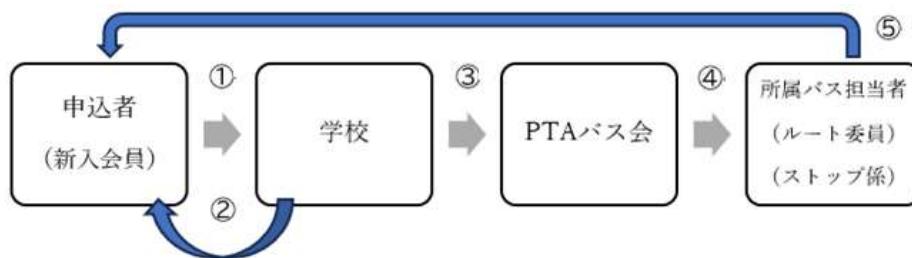 ⑤
①
③
④
申込者
(新入会員)
学校
PTAバス会
所属バス担当者
(ルート委員)
(ストップ係)
②